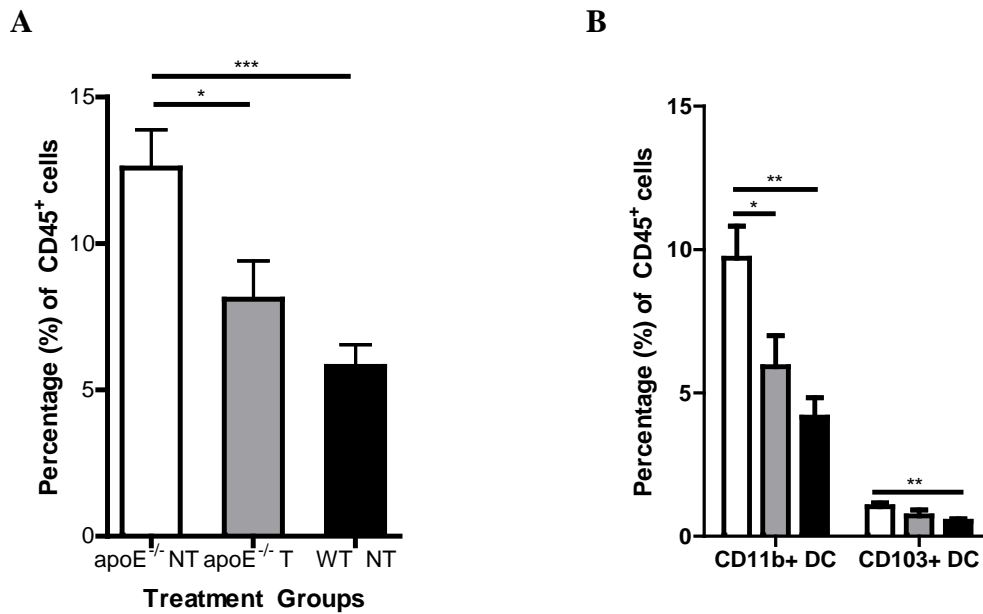 A
***
*
15
10
5
0
Percentage (%) of CD45⁺ cells
apoE⁻/⁻ NT apoE⁻/⁻ T WT NT
Treatment Groups
B
**
*
**
15
10
5
0
Percentage (%) of CD45⁺ cells
CD11b+ DC CD103+ DC